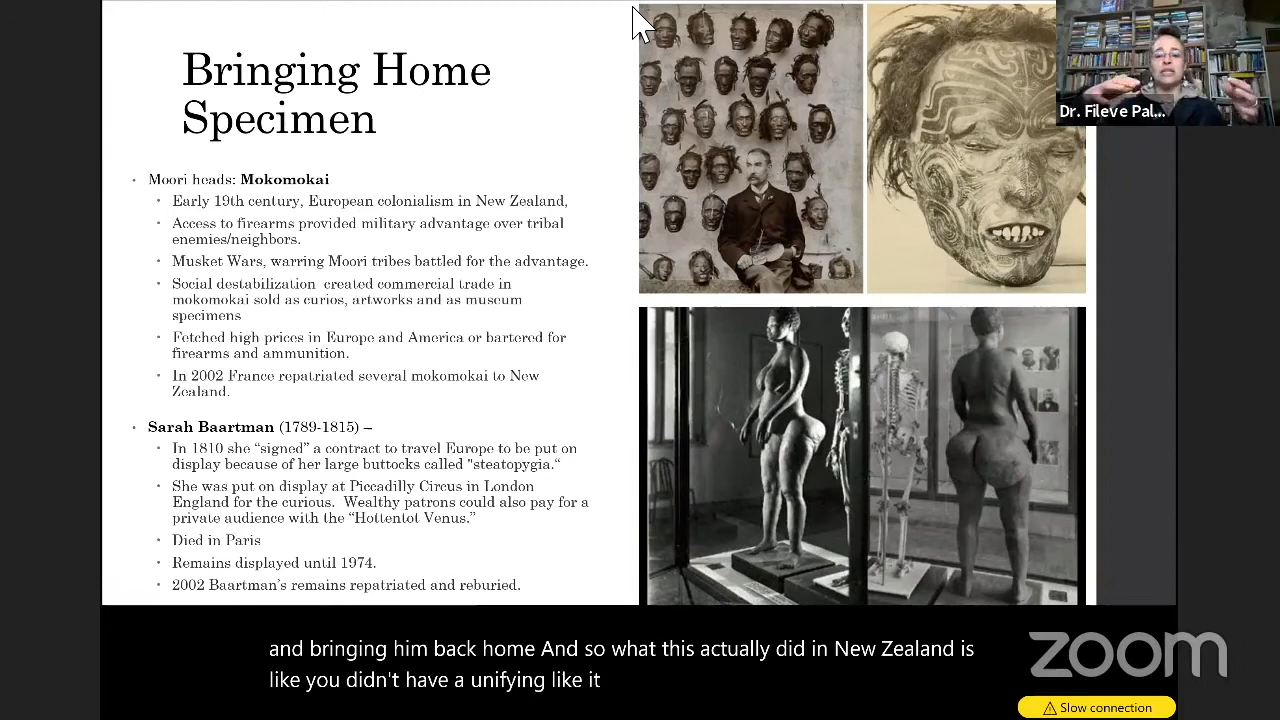 Bringing Home
Specimen
Moori heads: Mokomokai
Early 19th century, European colonialism in New Zealand,
Access to firearms provided military advantage over tribal
enemies/neighbors.
Musket Wars, warring Moori tribes battled for the advantage.
Social destabilization created commercial trade in
mokomokai sold as curios, artworks and as museum
specimens
Fetched high prices in Europe and America or bartered for
firearms and ammunition.
In 2002 France repatriated several mokomokai to New
Zealand.
Sarah Baartman (1789-1815) –
In 1810 she “signed” a contract to travel Europe to be put on
display because of her large buttocks called "steatopygia.“
She was put on display at Piccadilly Circus in London
England for the curious. Wealthy patrons could also pay for a
private audience with the “Hottentot Venus.”
Died in Paris
Remains displayed until 1974.
2002 Baartman’s remains repatriated and reburied.
Dr. Fileve Pal...
and bringing him back home And so what this actually did in New Zealand is
like you didn't have a unifying like it
zoom
Slow connection